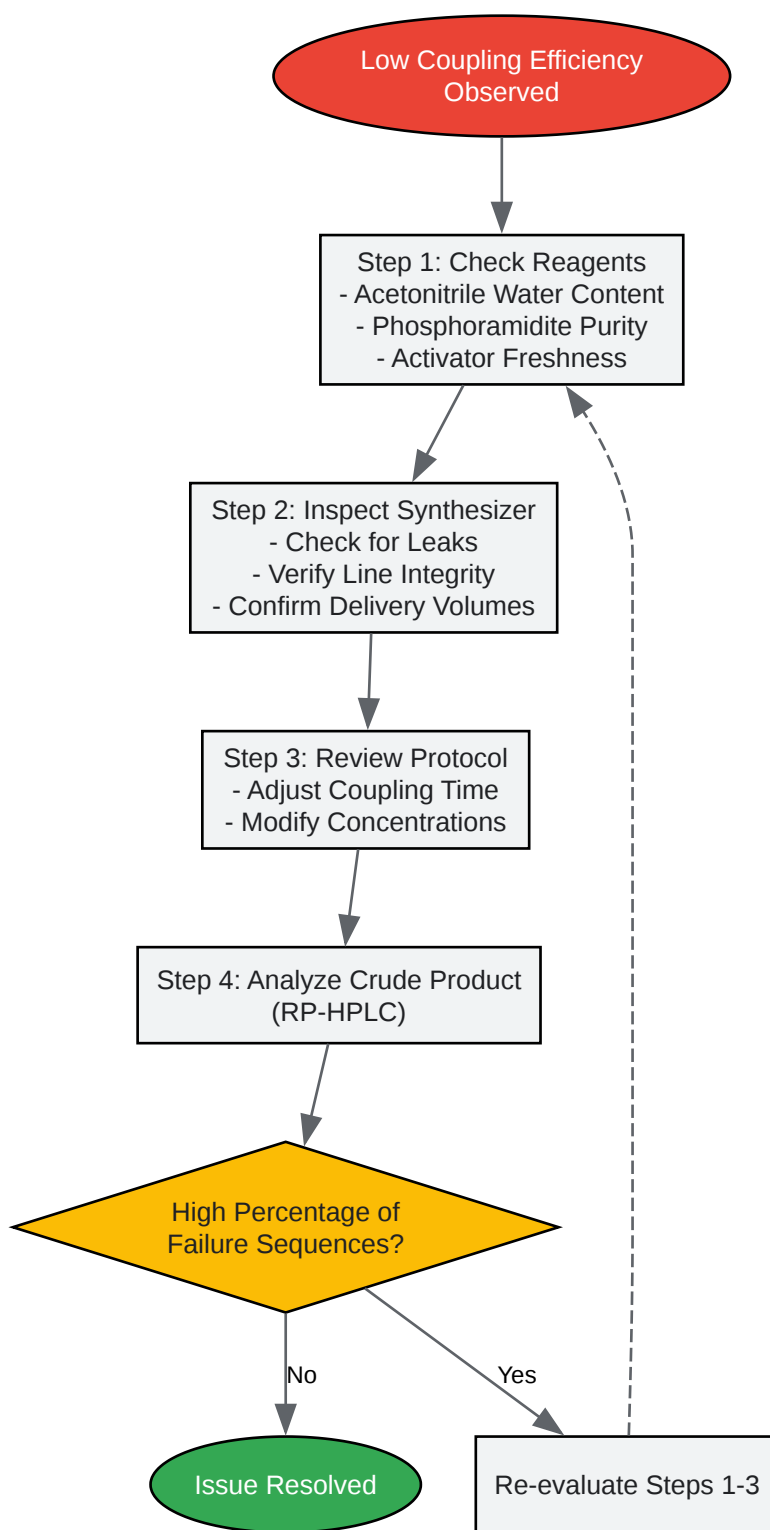 Low Coupling Efficiency
Observed
Step 1: Check Reagents
- Acetonitrile Water Content
- Phosphoramidite Purity
- Activator Freshness
Step 2: Inspect Synthesizer
- Check for Leaks
- Verify Line Integrity
- Confirm Delivery Volumes
Step 3: Review Protocol
- Adjust Coupling Time
- Modify Concentrations
Step 4: Analyze Crude Product
(RP-HPLC)
High Percentage of
Failure Sequences?
No
Yes
Issue Resolved
Re-evaluate Steps 1-3